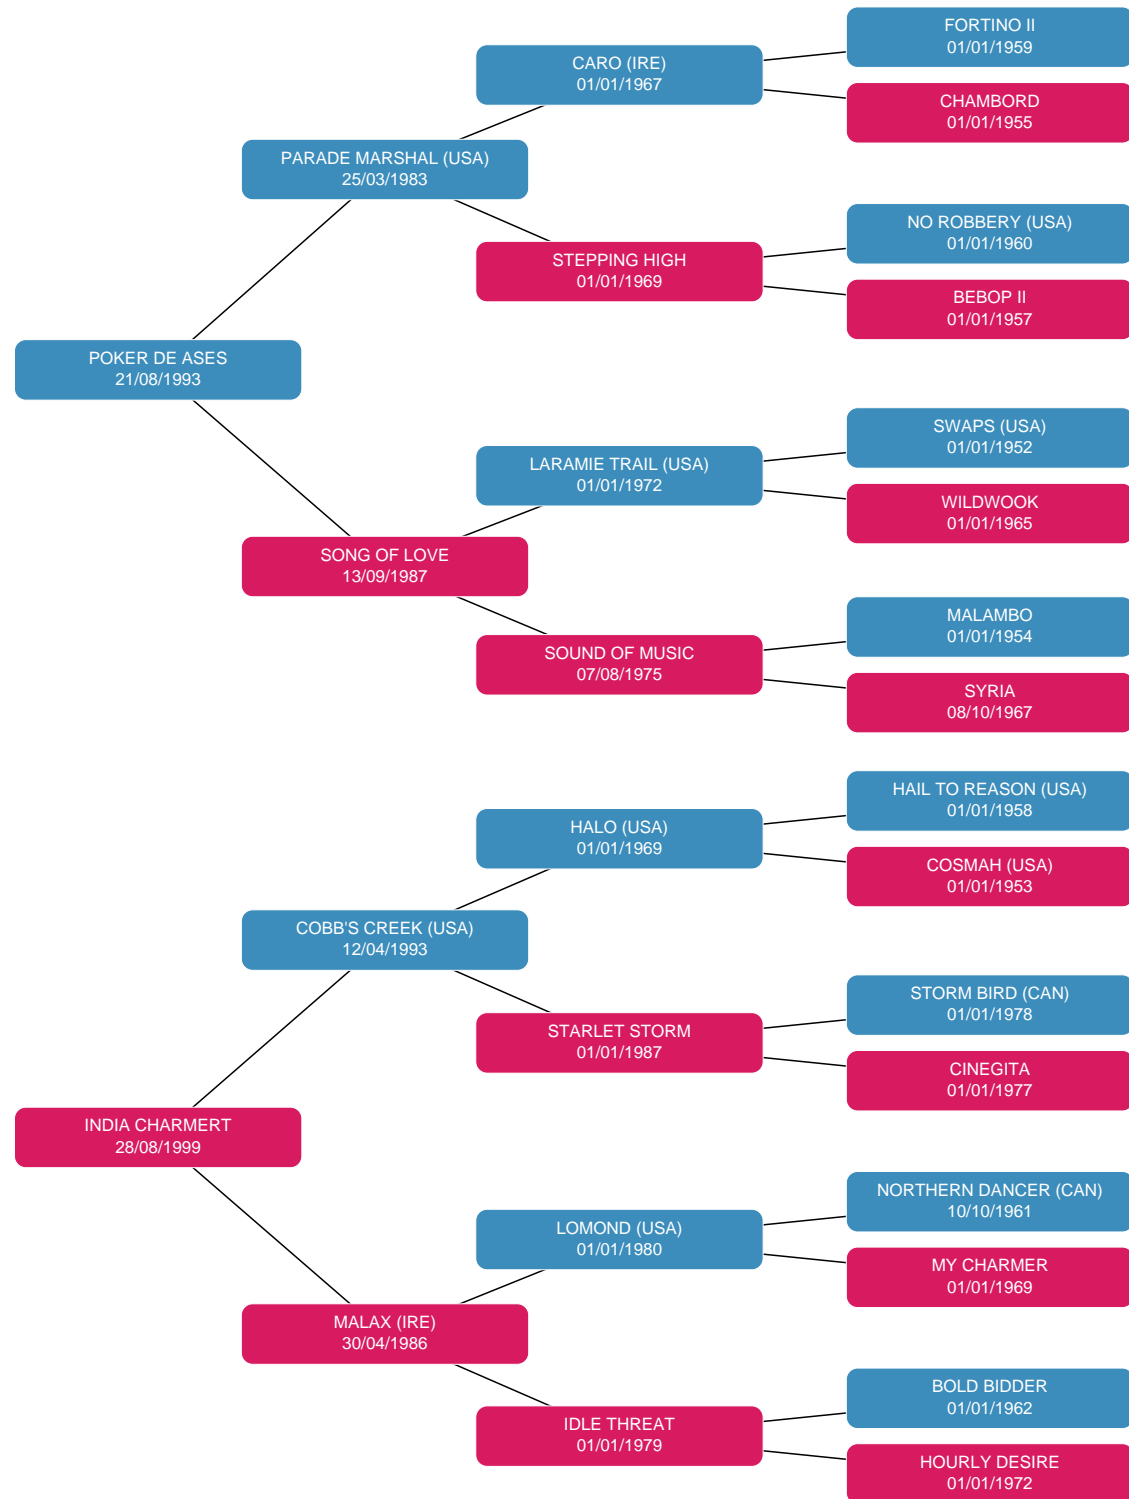 FORTINO II
01/01/1959
CARO (IRE)
01/01/1967
CHAMBORD
01/01/1955
PARADE MARSHAL (USA)
25/03/1983
NO ROBBERY (USA)
01/01/1960
STEPPING HIGH
01/01/1969
BEBOP II
01/01/1957
POKER DE ASES
21/08/1993
SWAPS (USA)
01/01/1952
LARAMIE TRAIL (USA)
01/01/1972
WILDWOOK
01/01/1965
SONG OF LOVE
13/09/1987
MALAMBO
01/01/1954
SOUND OF MUSIC
07/08/1975
SYRIA
08/10/1967
HAIL TO REASON (USA)
01/01/1958
HALO (USA)
01/01/1969
COSMAH (USA)
01/01/1953
COBB'S CREEK (USA)
12/04/1993
STORM BIRD (CAN)
01/01/1978
STARLET STORM
01/01/1987
CINEGITA
01/01/1977
INDIA CHARMERT
28/08/1999
NORTHERN DANCER (CAN)
10/10/1961
LOMOND (USA)
01/01/1980
MY CHARMER
01/01/1969
MALAX (IRE)
30/04/1986
BOLD BIDDER
01/01/1962
IDLE THREAT
01/01/1979
HOURLY DESIRE
01/01/1972